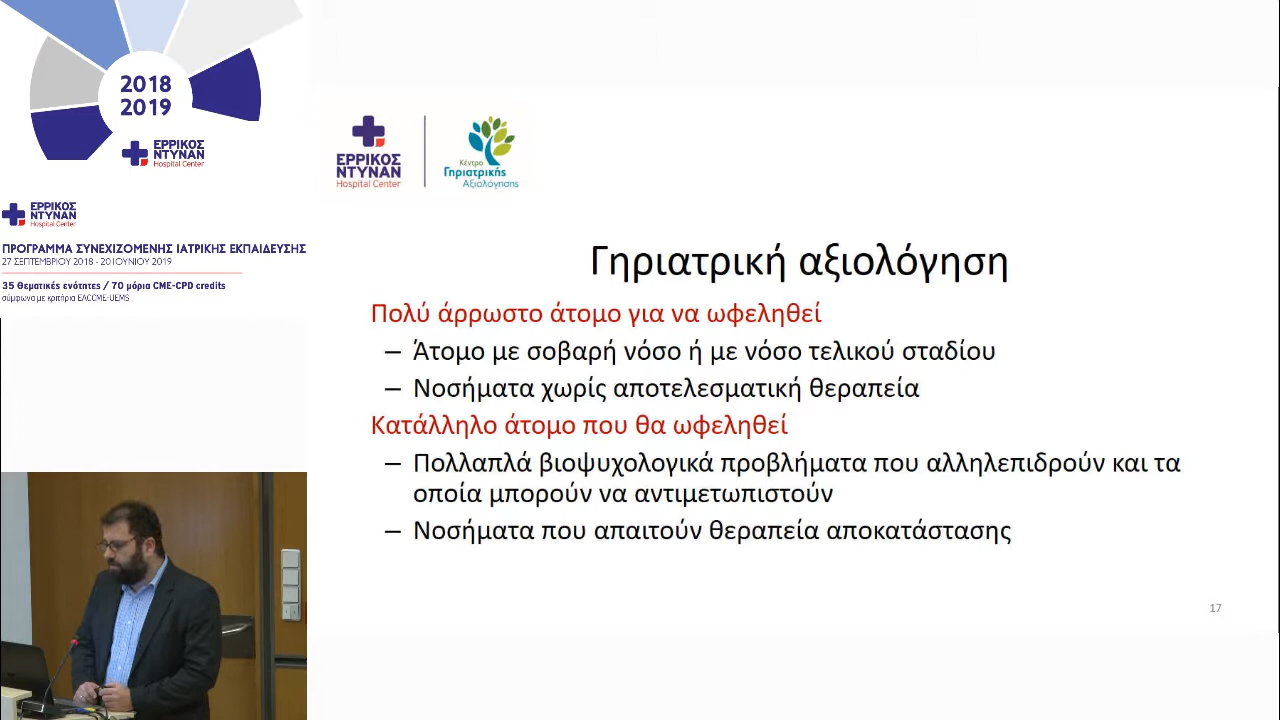 2018
2019
ΕΡΡΙΚΟΣ
ΝΤΥΝΑΝ
Hospital Center
ΕΡΡΙΚΟΣ
ΝΤΥΝΑΝ
Hospital Center
ΠΡΟΓΡΑΜΜΑ ΣΥΝΕΧΙΖΟΜΕΝΗΣ ΙΑΤΡΙΚΗΣ ΕΚΠΑΙΔΕΥΣΗΣ
27 ΣΕΠΤΕΜΒΡΙΟΥ 2018 - 20 ΙΟΥΝΙΟΥ 2019
35 Θεματικές ενότητες / 70 μόρια CME-CPD credits
σύμφωνα με κριτήρια EACCME-UEMS
ΕΡΡΙΚΟΣ
ΝΤΥΝΑΝ
Hospital Center
Κέντρο
Γηριατρικής
Αξιολόγησης
Γηριατρική αξιολόγηση
Πολύ άρρωστο άτομο για να ωφεληθεί
– Άτομο με σοβαρή νόσο ή με νόσο τελικού σταδίου
– Νοσήματα χωρίς αποτελεσματική θεραπεία
Κατάλληλο άτομο που θα ωφεληθεί
– Πολλαπλά βιοψυχολογικά προβλήματα που αλληλεπιδρούν και τα
οποία μπορούν να αντιμετωπιστούν
– Νοσήματα που απαιτούν θεραπεία αποκατάστασης
17